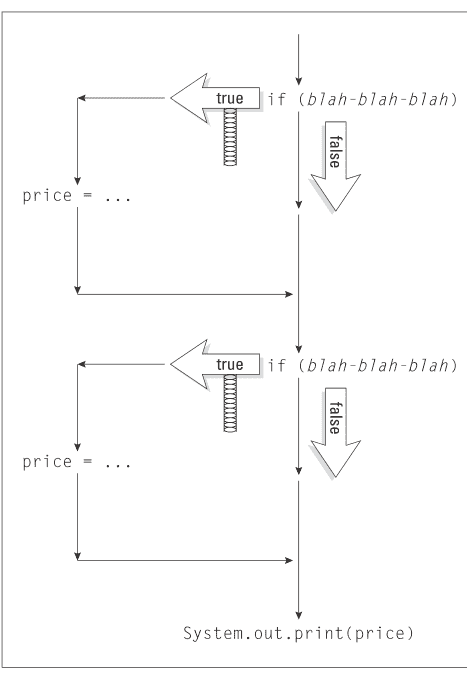 true if (blah-blah-blah)
false
price = ...
true if (blah-blah-blah)
false
price = ...
System.out.print(price)